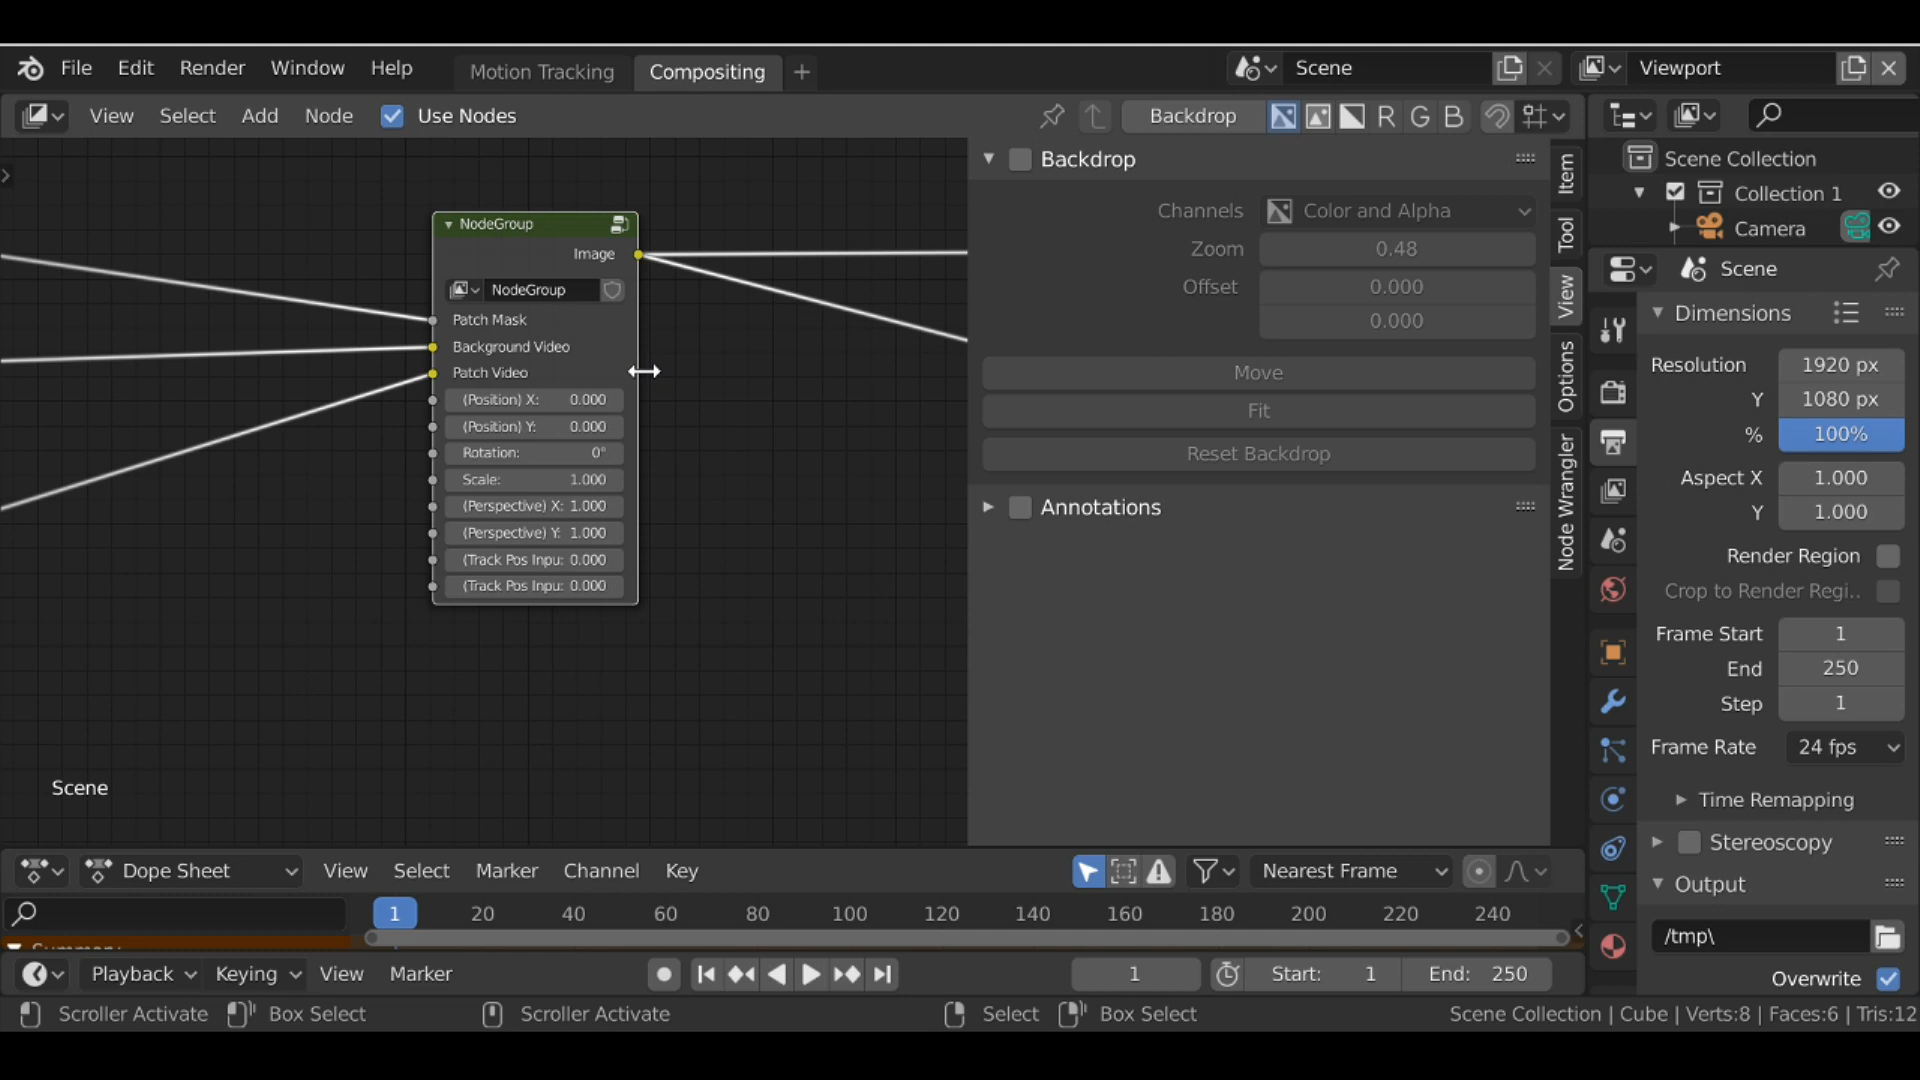 File Edit Render Window Help Motion Tracking Compositing + Scene Viewport
View Select Add Node Use Nodes Backdrop R G B
Backdrop
Channels Color and Alpha
Zoom 0.48
Offset 0.000
0.000
Move
Fit
Reset Backdrop
Annotations
Item
Tool
View
Options
Node Wrangler
NodeGroup
Image
NodeGroup
Patch Mask
Background Video
Patch Video
(Position) X: 0.000
(Position) Y: 0.000
Rotation: 0°
Scale: 1.000
(Perspective) X: 1.000
(Perspective) Y: 1.000
(Track Pos Inpu: 0.000
(Track Pos Inpu: 0.000
Scene
Scene Collection
Collection 1
Camera
Scene
Dimensions
Resolution 1920 px
Y 1080 px
% 100%
Aspect X 1.000
Y 1.000
Render Region
Crop to Render Regi..
Frame Start 1
End 250
Step 1
Frame Rate 24 fps
Time Remapping
Stereoscopy
Output
/tmp\
Overwrite
Dope Sheet View Select Marker Channel Key Nearest Frame
1 20 40 60 80 100 120 140 160 180 200 220 240
Summary
Playback Keying View Marker 1 Start: 1 End: 250
Scroller Activate Box Select Scroller Activate Select Box Select Scene Collection | Cube | Verts:8 | Faces:6 | Tris:12